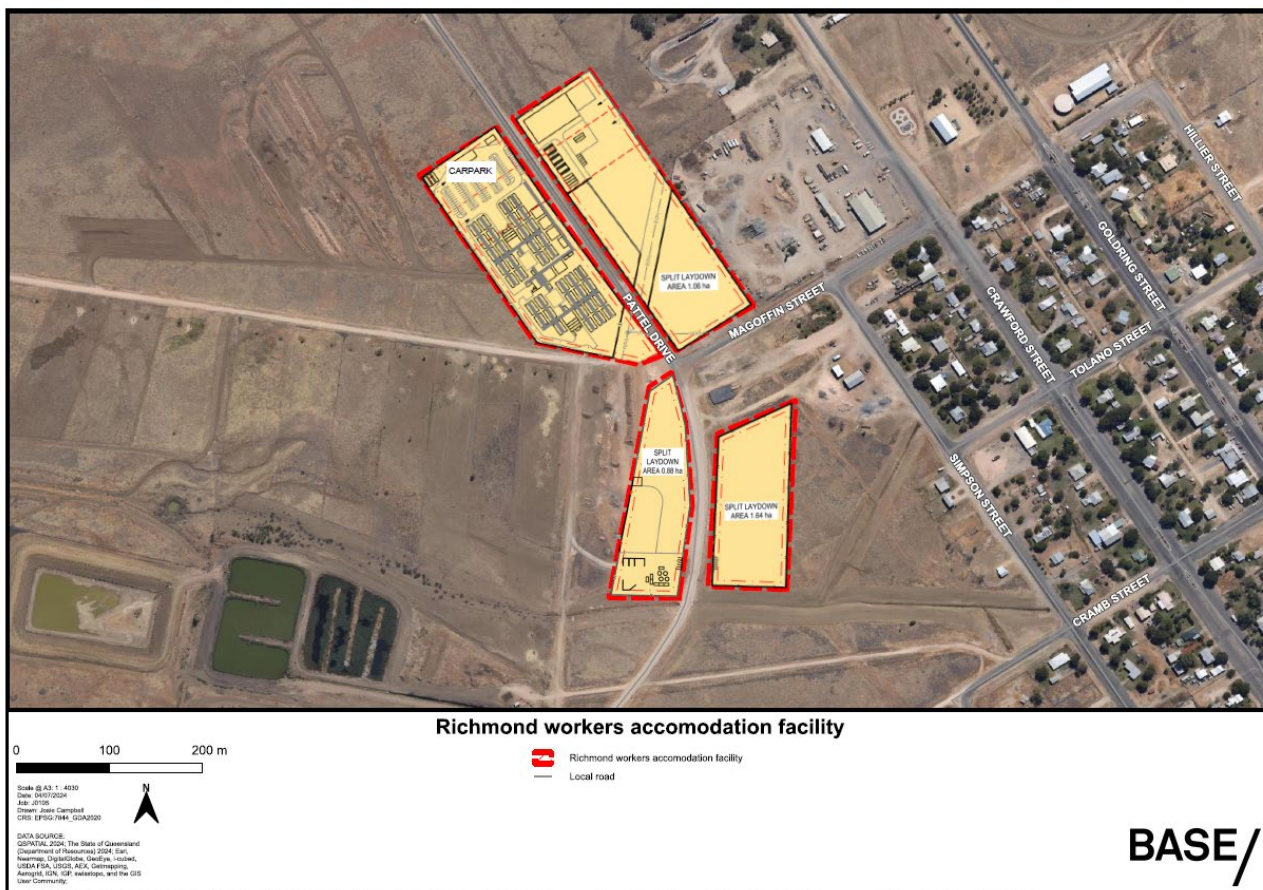 CARPARK
SPLIT LAYDOWN
AREA 1.06 ha
PATTEL DRIVE
MAGOFFIN STREET
HILLIER STREET
GOLDRING STREET
CRAWFORD STREET
TOLANO STREET
SIMPSON STREET
CRAMB STREET
SPLIT
LAYDOWN
AREA 0.88 ha
SPLIT LAYDOWN
AREA 1.64 ha
Richmond workers accomodation facility
0 100 200 m
Richmond workers accomodation facility
Local road
Scale @ A3: 1 : 4030
Date: 04/07/2024
Job: J0105
Drawn: Josie Campbell
CRS: EPSG:7844_GDA2020
N
DATA SOURCE:
QSPATIAL 2024; The State of Queensland
(Department of Resources) 2024; Esri,
Nearmap, DigitalGlobe, GeoEye, i-cubed,
USDA FSA, USGS, AEX, Getmapping,
Aerogrid, IGN, IGP, swisstopo, and the GIS
User Community;
BASE/